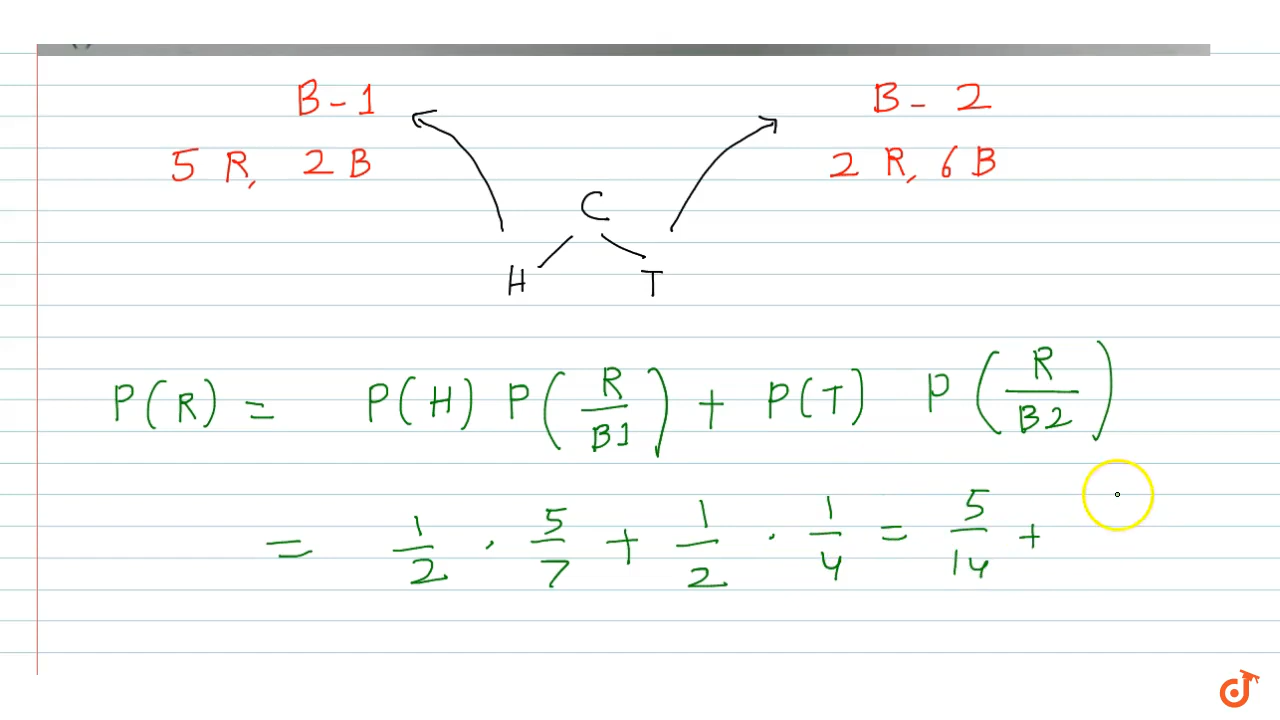 B-1 B-2
5 R, 2 B 2 R, 6 B
C
H T
P(R) = P(H) P(R/B1) + P(T) P(R/B2)
= 1/2 · 5/7 + 1/2 · 1/4 = 5/14 +